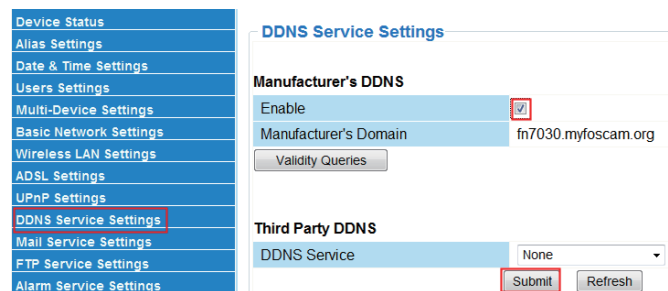 Device Status
Alias Settings
Date & Time Settings
Users Settings
Multi-Device Settings
Basic Network Settings
Wireless LAN Settings
ADSL Settings
UPnP Settings
DDNS Service Settings
Mail Service Settings
FTP Service Settings
Alarm Service Settings
DDNS Service Settings
Manufacturer's DDNS
Enable
Manufacturer's Domain fn7030.myfoscam.org
Validity Queries
Third Party DDNS
DDNS Service None
Submit Refresh